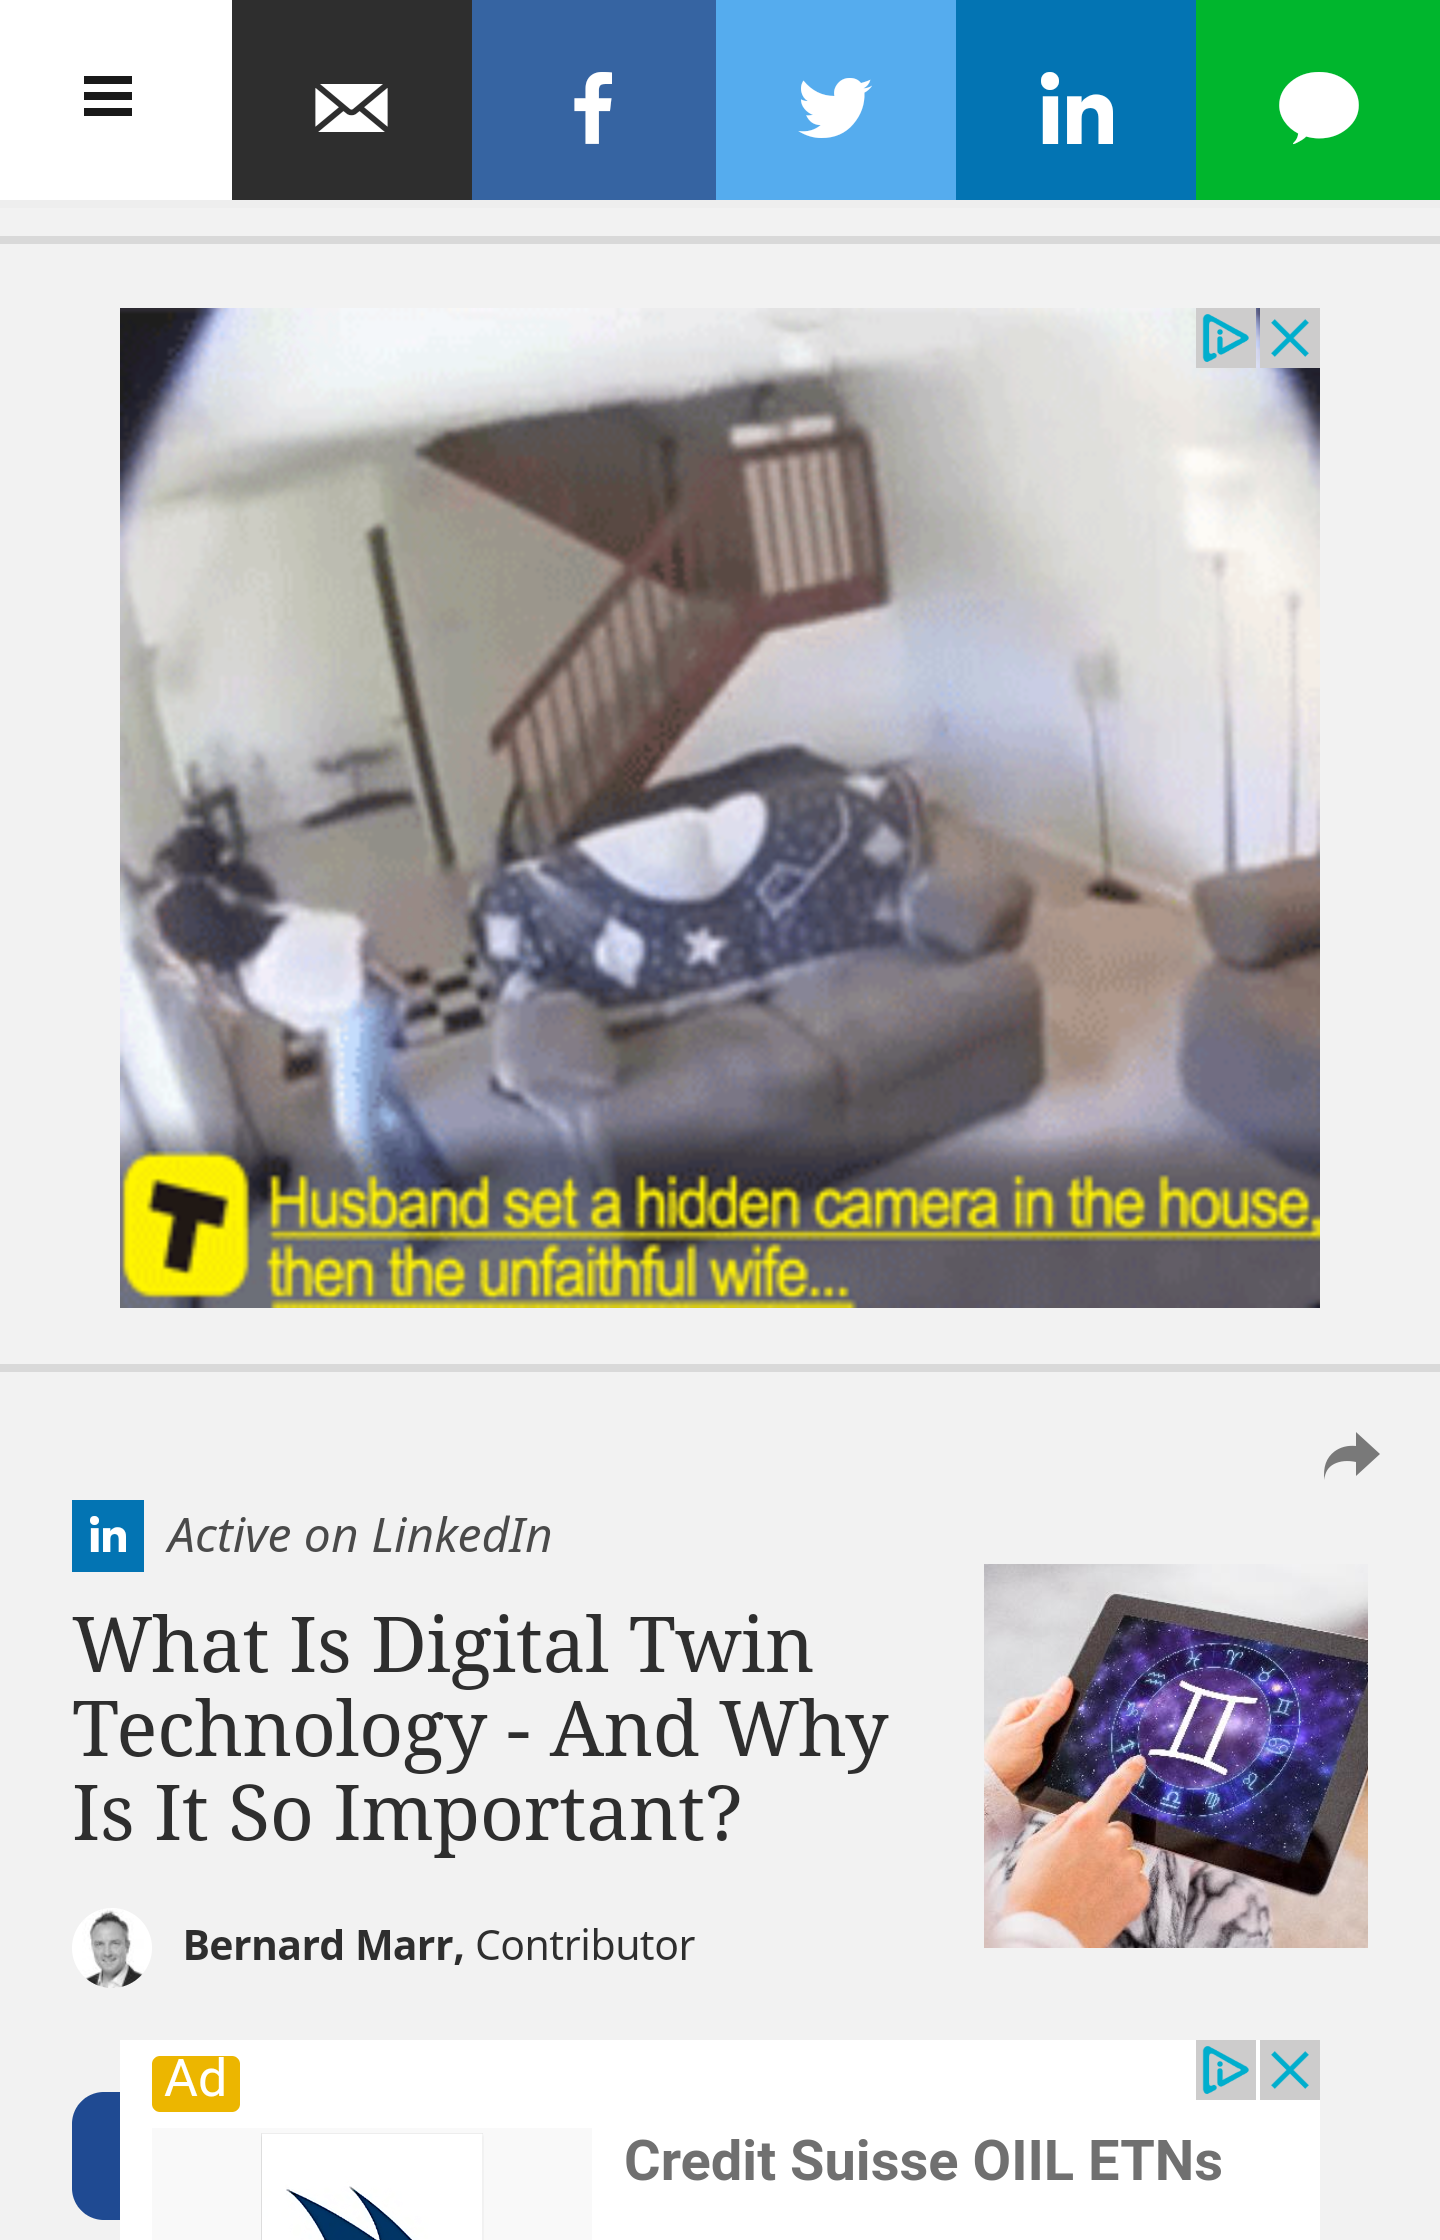 in
T
Husband set a hidden camera in the house,
then the unfaithful wife...
in Active on LinkedIn
What Is Digital Twin
Technology - And Why
Is It So Important?
Bernard Marr, Contributor
Ad
Credit Suisse OIIL ETNs